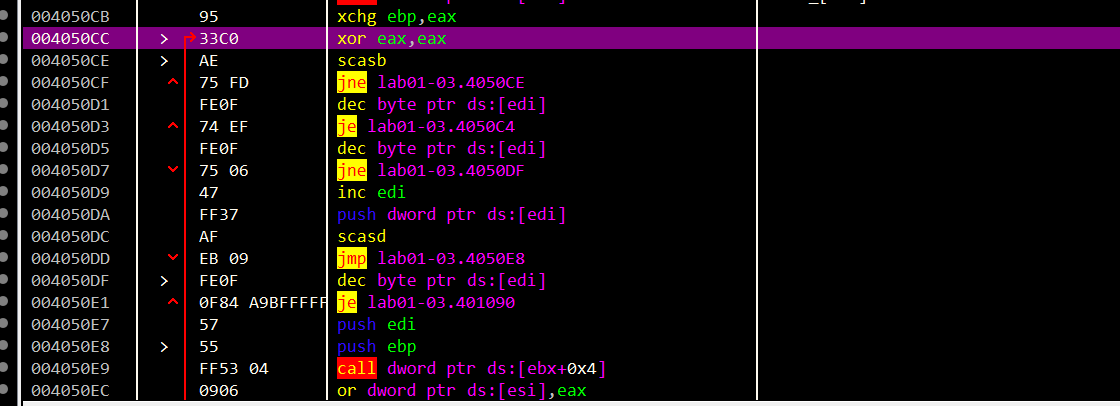 004050CB 95 xchg ebp,eax
004050CC > 33C0 xor eax,eax
004050CE > AE scasb
004050CF ^ 75 FD jne lab01-03.4050CE
004050D1 FE0F dec byte ptr ds:[edi]
004050D3 ^ 74 EF je lab01-03.4050C4
004050D5 FE0F dec byte ptr ds:[edi]
004050D7 v 75 06 jne lab01-03.4050DF
004050D9 47 inc edi
004050DA FF37 push dword ptr ds:[edi]
004050DC AF scasd
004050DD v EB 09 jmp lab01-03.4050E8
004050DF > FE0F dec byte ptr ds:[edi]
004050E1 ^ 0F84 A9BFFFFF je lab01-03.401090
004050E7 57 push edi
004050E8 > 55 push ebp
004050E9 FF53 04 call dword ptr ds:[ebx+0x4]
004050EC 0906 or dword ptr ds:[esi],eax